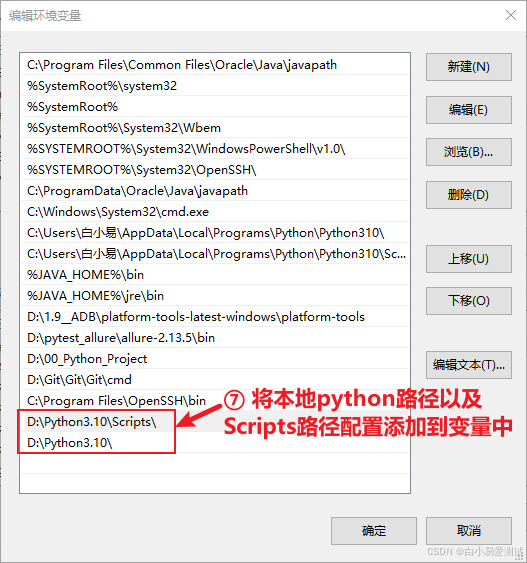 编辑环境变量
C:\Program Files\Common Files\Oracle\Java\javapath
%SystemRoot%\system32
%SystemRoot%
%SystemRoot%\System32\Wbem
%SYSTEMROOT%\System32\WindowsPowerShell\v1.0\
%SYSTEMROOT%\System32\OpenSSH\
C:\ProgramData\Oracle\Java\javapath
C:\Windows\System32\cmd.exe
C:\Users\白小易\AppData\Local\Programs\Python\Python310\
C:\Users\白小易\AppData\Local\Programs\Python\Python310\Sc...
%JAVA_HOME%\bin
%JAVA_HOME%\jre\bin
D:\1.9_ADB\platform-tools-latest-windows\platform-tools
D:\pytest_allure\allure-2.13.5\bin
D:\00_Python_Project
D:\Git\Git\Git\cmd
C:\Program Files\OpenSSH\bin
D:\Python3.10\Scripts\
D:\Python3.10\
⑦ 将本地python路径以及
Scripts路径配置添加到变量中
新建(N)
编辑(E)
浏览(B)...
删除(D)
上移(U)
下移(O)
编辑文本(T)...
确定
取消
CSDN @白小易爱测试